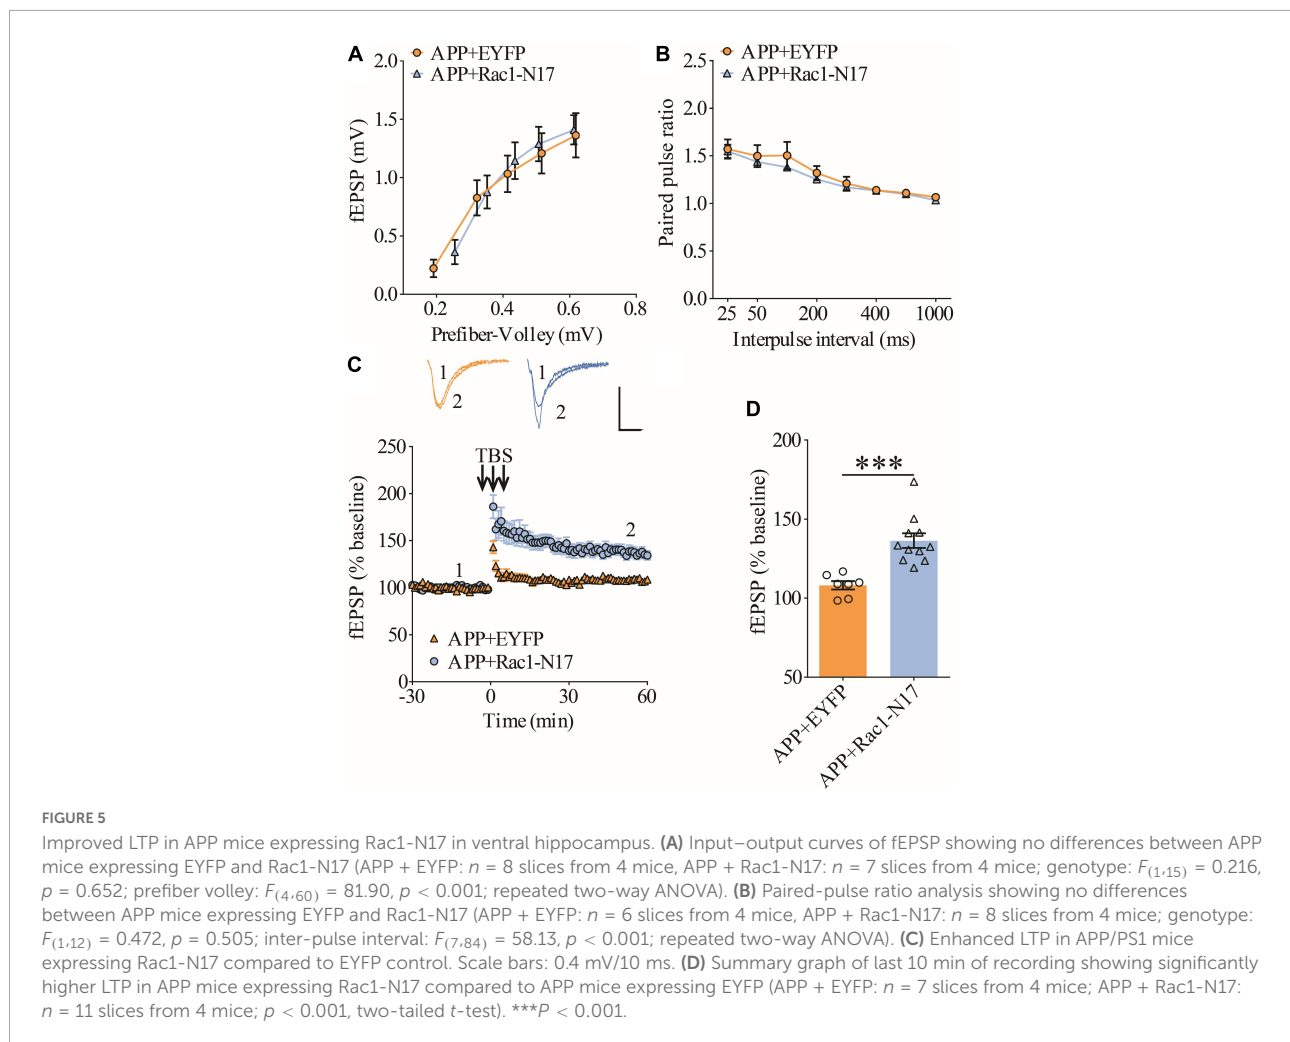 A
APP+EYFP
APP+Rac1-N17
2.0
1.5
1.0
0.5
0.0
fEPSP (mV)
0.2 0.4 0.6 0.8
Prefiber-Volley (mV)
B
APP+EYFP
APP+Rac1-N17
2.5
2.0
1.5
1.0
0.5
0.0
Paired pulse ratio
25 50 200 400 1000
Interpulse interval (ms)
C
1
2
1
2
250
200
150
100
50
0
fEPSP (% baseline)
TBS
1
2
APP+EYFP
APP+Rac1-N17
-30 0 30 60
Time (min)
D
200
150
100
50
fEPSP (% baseline)
***
APP+EYFP
APP+Rac1-N17
FIGURE 5
Improved LTP in APP mice expressing Rac1-N17 in ventral hippocampus. (A) Input–output curves of fEPSP showing no differences between APP
mice expressing EYFP and Rac1-N17 (APP + EYFP: n = 8 slices from 4 mice, APP + Rac1-N17: n = 7 slices from 4 mice; genotype: F(1,15) = 0.216,
p = 0.652; prefiber volley: F(4,60) = 81.90, p < 0.001; repeated two-way ANOVA). (B) Paired-pulse ratio analysis showing no differences
between APP mice expressing EYFP and Rac1-N17 (APP + EYFP: n = 6 slices from 4 mice, APP + Rac1-N17: n = 8 slices from 4 mice; genotype:
F(1,12) = 0.472, p = 0.505; inter-pulse interval: F(7,84) = 58.13, p < 0.001; repeated two-way ANOVA). (C) Enhanced LTP in APP/PS1 mice
expressing Rac1-N17 compared to EYFP control. Scale bars: 0.4 mV/10 ms. (D) Summary graph of last 10 min of recording showing significantly
higher LTP in APP mice expressing Rac1-N17 compared to APP mice expressing EYFP (APP + EYFP: n = 7 slices from 4 mice; APP + Rac1-N17:
n = 11 slices from 4 mice; p < 0.001, two-tailed t-test). ***P < 0.001.